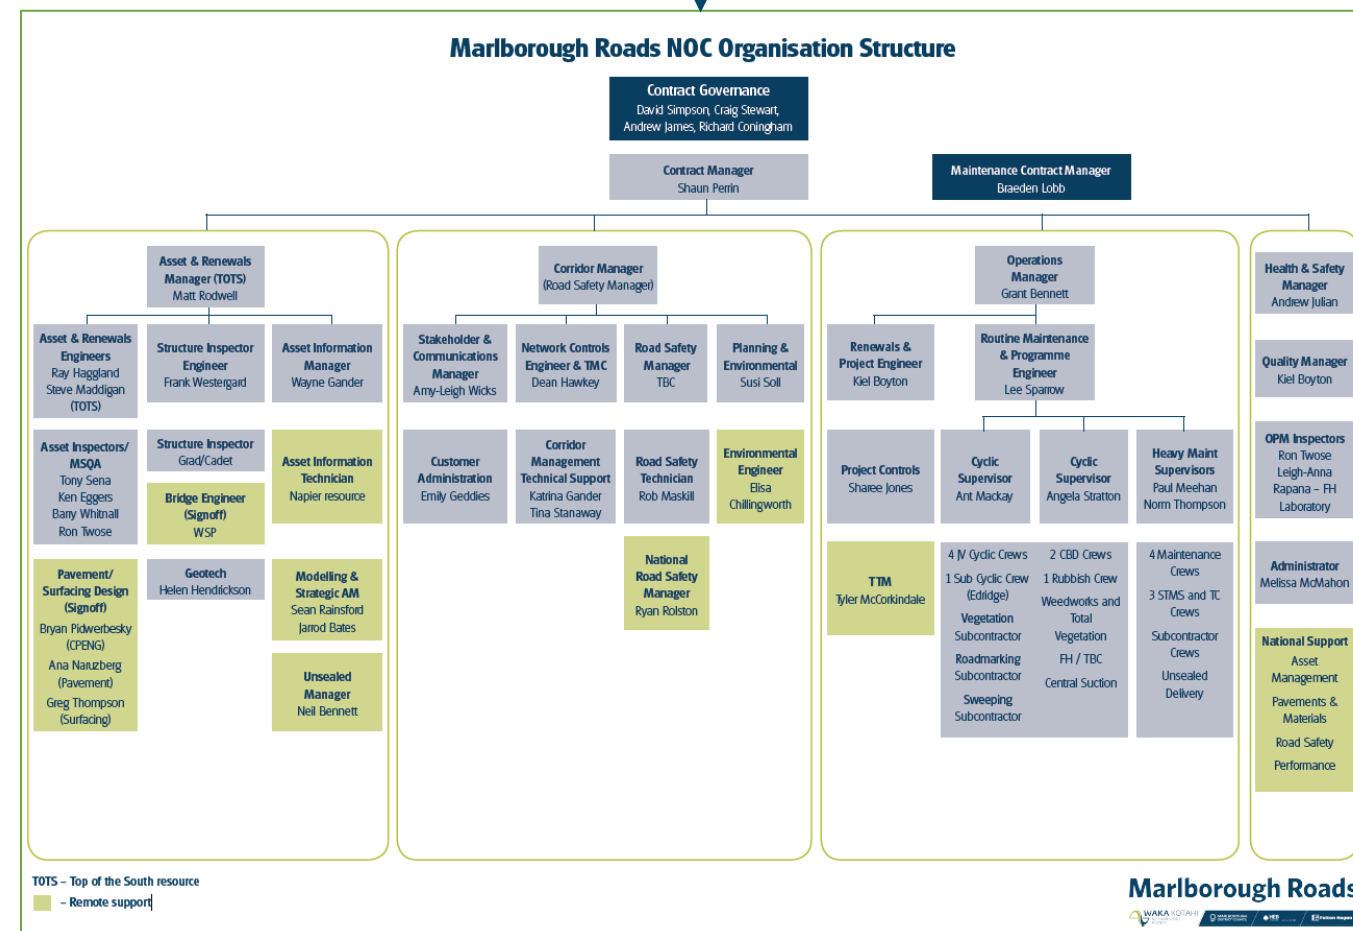 Marlborough Roads NOC Organisation Structure
Contract Governance
David Simpson, Craig Stewart,
Andrew James, Richard Coningham
Contract Manager
Shaun Perrin
Maintenance Contract Manager
Braeden Lobb
Asset & Renewals
Manager (TOTS)
Matt Rodwell
Asset & Renewals
Engineers
Ray Haggland
Steve Maddigan
(TOTS)
Structure Inspector
Engineer
Frank Westergard
Asset Information
Manager
Wayne Gander
Asset Inspectors/
MSQA
Tony Sena
Ken Eggers
Barry Whitnall
Ron Twose
Structure Inspector
Grad/Cadet
Bridge Engineer
(Signoff)
WSP
Asset Information
Technician
Napier resource
Pavement/
Surfacing Design
(Signoff)
Bryan Pidwerbesky
(CPENG)
Ana Naruzberg
(Pavement)
Greg Thompson
(Surfacing)
Geotech
Helen Hendrickson
Modelling &
Strategic AM
Sean Rainsford
Jarrod Bates
Unsealed
Manager
Neil Bennett
Corridor Manager
(Road Safety Manager)
Stakeholder &
Communications
Manager
Amy-Leigh Wicks
Network Controls
Engineer & TMC
Dean Hawkey
Road Safety
Manager
TBC
Planning &
Environmental
Susi Soll
Customer
Administration
Emily Geddies
Corridor
Management
Technical Support
Katrina Gander
Tina Stanaway
Road Safety
Technician
Rob Maskill
Environmental
Engineer
Elisa
Chillingworth
National
Road Safety
Manager
Ryan Rolston
Operations
Manager
Grant Bennett
Renewals &
Project Engineer
Kiel Boyton
Routine Maintenance
& Programme
Engineer
Lee Sparrow
Project Controls
Sharee Jones
Cyclic
Supervisor
Ant Mackay
Cyclic
Supervisor
Angela Stratton
Heavy Maint
Supervisors
Paul Meehan
Norm Thompson
TTM
Tyler McCorkindale
4 JV Cyclic Crews
1 Sub Cyclic Crew
(Edridge)
Vegetation
Subcontractor
Roadmarking
Subcontractor
Sweeping
Subcontractor
2 CBD Crews
1 Rubbish Crew
Weedworks and
Total
Vegetation
FH / TBC
Central Suction
4 Maintenance
Crews
3 STMS and TC
Crews
Subcontractor
Crews
Unsealed
Delivery
Health & Safety
Manager
Andrew Julian
Quality Manager
Kiel Boyton
OPM Inspectors
Ron Twose
Leigh-Anna
Rapana – FH
Laboratory
Administrator
Melissa McMahon
National Support
Asset
Management
Pavements &
Materials
Road Safety
Performance
TOTS – Top of the South resource
– Remote support
Marlborough Roads
WAKA KOTAHI
MARLBOROUGH
DISTRICT COUNCIL
HEB
Fulton Hogan